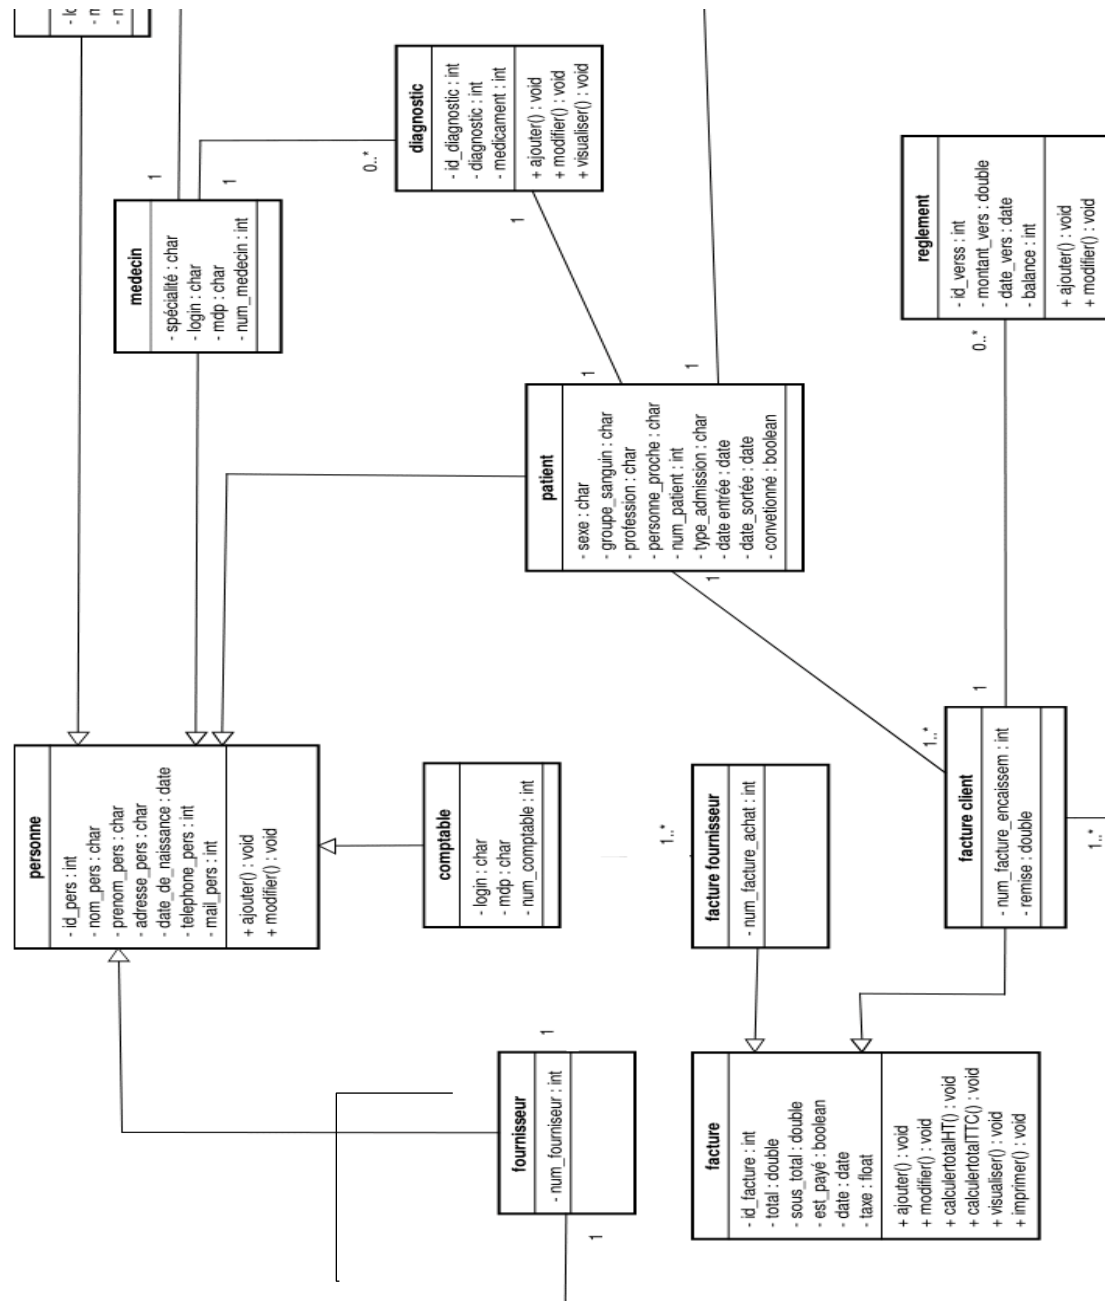 personne
- id_pers : int
- nom_pers : char
- prenom_pers : char
- adresse_pers : char
- date_de_naissance : date
- telephone_pers : int
- mail_pers : int
+ ajouter() : void
+ modifier() : void
medecin
- spécialité : char
- login : char
- mdp : char
- num_medecin : int
1
1
0..*
diagnostic
- id_diagnostic : int
- diagnostic : int
- medicament : int
+ ajouter() : void
+ modifier() : void
+ visualiser() : void
1
1
1
patient
- sexe : char
- groupe_sanguin : char
- profession : char
- personne_proche : char
- num_patient : int
- type_admission : char
- date entrée : date
- date_sortée : date
- convetionné : boolean
1
1..*
reglement
- id_verss : int
- montant_vers : double
- date_vers : date
- balance : int
+ ajouter() : void
+ modifier() : void
0..*
1
comptable
- login : char
- mdp : char
- num_comptable : int
1..*
facture fournisseur
- num_facture_achat : int
facture client
- num_facture_encaissem : int
- remise : double
1..*
fournisseur
- num_fourniseur : int
1
1
facture
- id_facture : int
- total : double
- sous_total : double
- est_payé : boolean
- date : date
- taxe : float
+ ajouter() : void
+ modifier() : void
+ calculertotalHT() : void
+ calculertotalTTC() : void
+ visualiser() : void
+ imprimer() : void